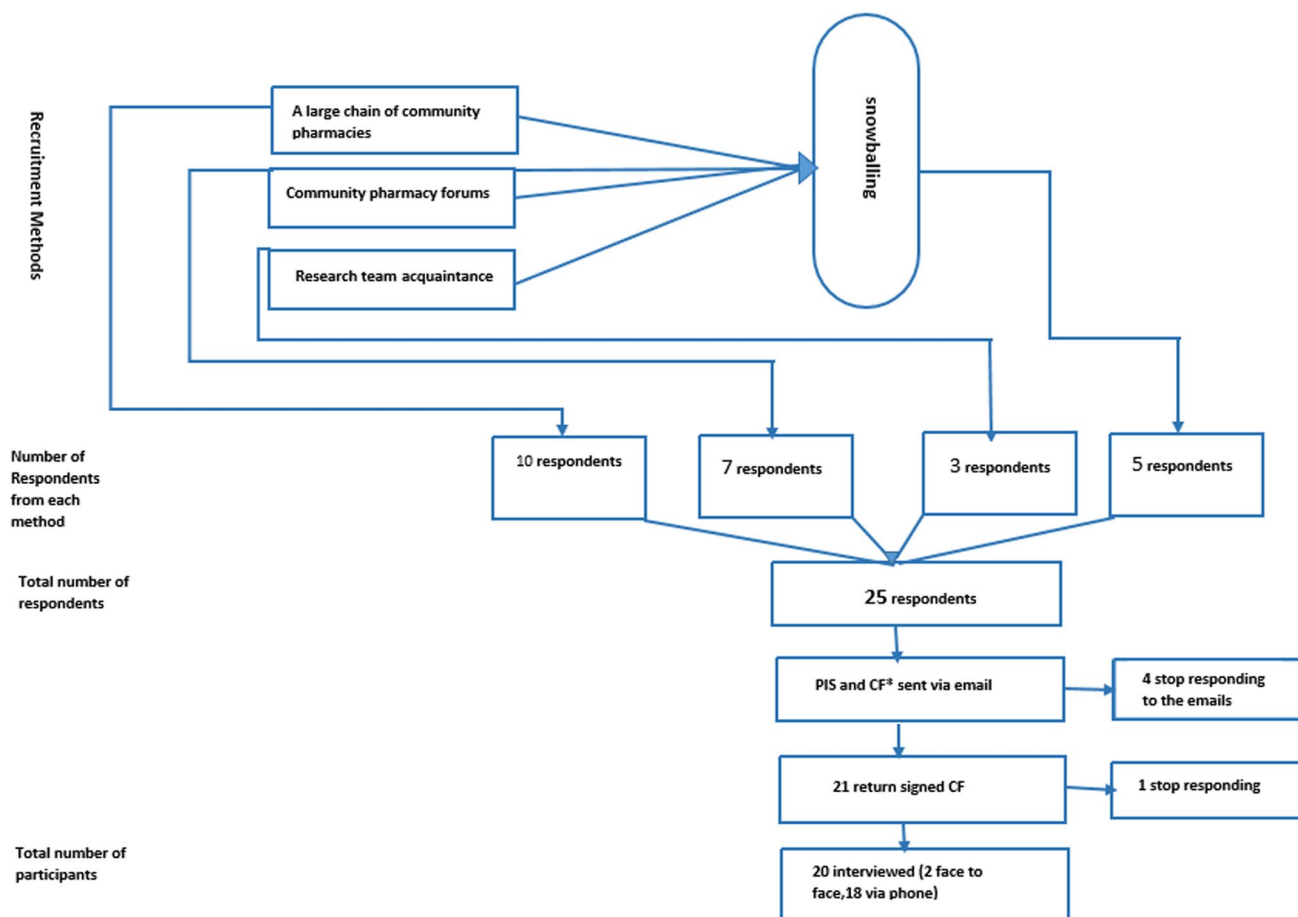 Recruitment Methods
A large chain of community
pharmacies
Community pharmacy forums
Research team acquaintance
snowballing
Number of
Respondents
from each
method
10 respondents
7 respondents
3 respondents
5 respondents
Total number of
respondents
25 respondents
PIS and CF* sent via email
4 stop responding
to the emails
21 return signed CF
1 stop responding
Total number of
participants
20 interviewed (2 face to
face,18 via phone)